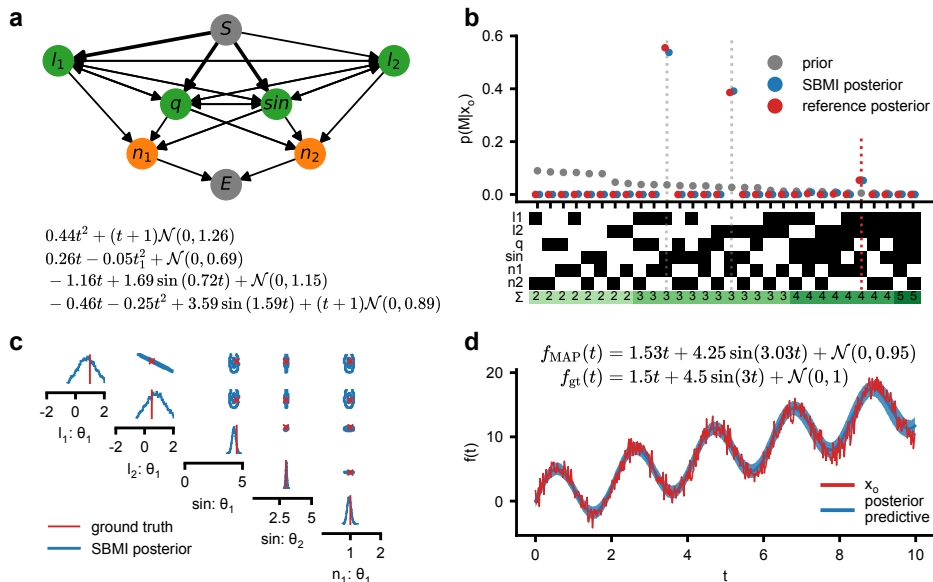 a
S
l₁
l₂
q
sin
n₁
n₂
E
0.44t² + (t + 1)𝒩(0, 1.26)
0.26t − 0.05t₁² + 𝒩(0, 0.69)
− 1.16t + 1.69 sin (0.72t) + 𝒩(0, 1.15)
− 0.46t − 0.25t² + 3.59 sin (1.59t) + (t + 1)𝒩(0, 0.89)
b
p(M|xₒ)
0.6
0.4
0.2
0.0
prior
SBMI posterior
reference posterior
l1
l2
q
sin
n1
n2
Σ 2 2 2 2 2 2 2 2 3 3 3 3 3 3 3 3 3 3 3 3 4 4 4 4 4 4 4 4 5 5
c
-2 2
l₁: θ₁
-2 2
l₂: θ₁
0 5
sin: θ₁
2.5 5
sin: θ₂
1 2
n₁: θ₁
ground truth
SBMI posterior
d
f_MAP(t) = 1.53t + 4.25 sin(3.03t) + 𝒩(0, 0.95)
f_gt(t) = 1.5t + 4.5 sin(3t) + 𝒩(0, 1)
f(t)
20
10
0
xₒ
posterior
predictive
0 2 4 6 8 10
t